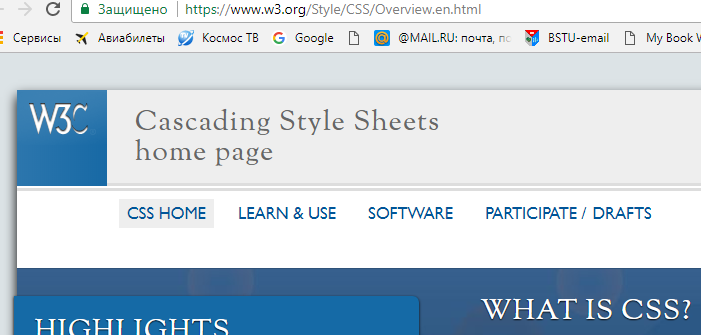 Защищено https://www.w3.org/Style/CSS/Overview.en.html
Сервисы Авиабилеты Космос ТВ Google @MAIL.RU: почта, по BSTU-email My Book W
W3C Cascading Style Sheets
home page
CSS HOME LEARN & USE SOFTWARE PARTICIPATE / DRAFTS
WHAT IS CSS?
HIGHLIGHTS